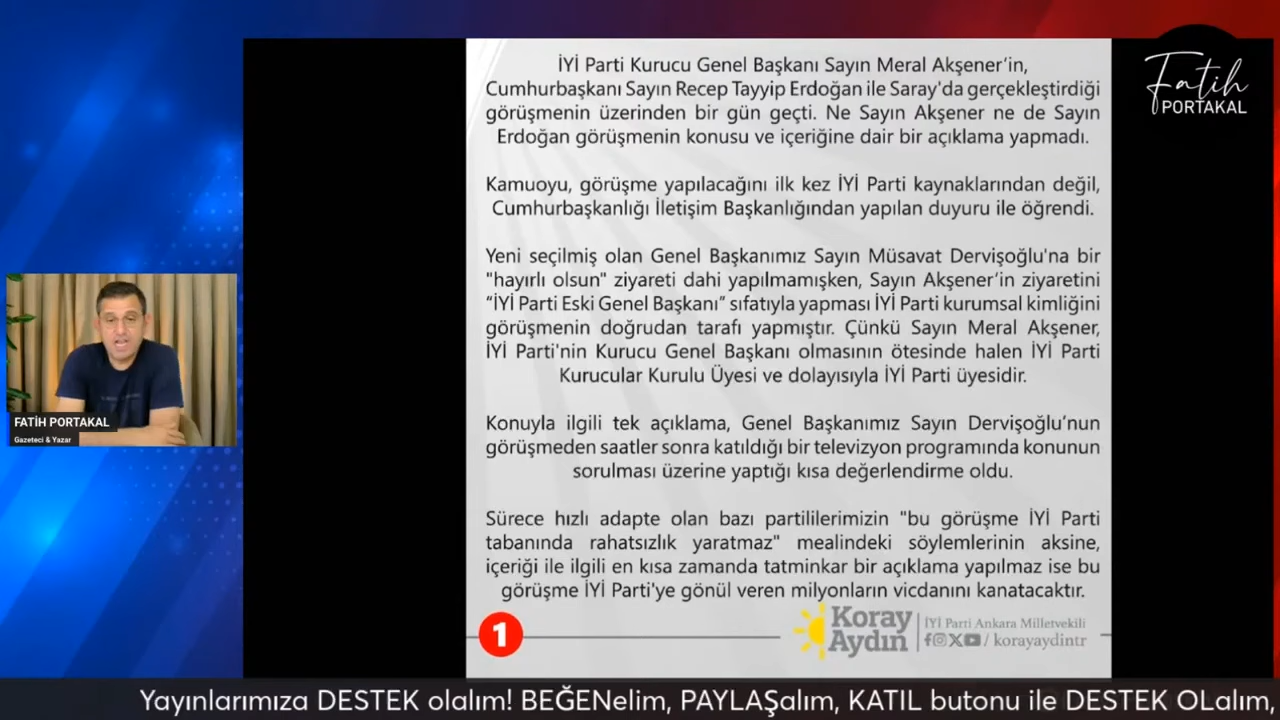 Fatih
PORTAKAL
İYİ Parti Kurucu Genel Başkanı Sayın Meral Akşener’in,
Cumhurbaşkanı Sayın Recep Tayyip Erdoğan ile Saray'da gerçekleştirdiği
görüşmenin üzerinden bir gün geçti. Ne Sayın Akşener ne de Sayın
Erdoğan görüşmenin konusu ve içeriğine dair bir açıklama yapmadı.
Kamuoyu, görüşme yapılacağını ilk kez İYİ Parti kaynaklarından değil,
Cumhurbaşkanlığı İletişim Başkanlığından yapılan duyuru ile öğrendi.
Yeni seçilmiş olan Genel Başkanımız Sayın Müsavat Dervişoğlu'na bir
"hayırlı olsun" ziyareti dahi yapılmamışken, Sayın Akşener’in ziyaretini
“İYİ Parti Eski Genel Başkanı” sıfatıyla yapması İYİ Parti kurumsal kimliğini
görüşmenin doğrudan tarafı yapmıştır. Çünkü Sayın Meral Akşener,
İYİ Parti'nin Kurucu Genel Başkanı olmasının ötesinde halen İYİ Parti
Kurucular Kurulu Üyesi ve dolayısıyla İYİ Parti üyesidir.
Konuyla ilgili tek açıklama, Genel Başkanımız Sayın Dervişoğlu’nun
görüşmeden saatler sonra katıldığı bir televizyon programında konunun
sorulması üzerine yaptığı kısa değerlendirme oldu.
Sürece hızlı adapte olan bazı partililerimizin "bu görüşme İYİ Parti
tabanında rahatsızlık yaratmaz" mealindeki söylemlerinin aksine,
içeriği ile ilgili en kısa zamanda tatminkar bir açıklama yapılmaz ise bu
görüşme İYİ Parti'ye gönül veren milyonların vicdanını kanatacaktır.
1
Koray
Aydın
İYİ Parti Ankara Milletvekili
/ korayaydintr
FATİH PORTAKAL
Gazeteci & Yazar
Yayınlarımıza DESTEK olalım! BEĞENelim, PAYLAŞalım, KATIL butonu ile DESTEK OLalım,